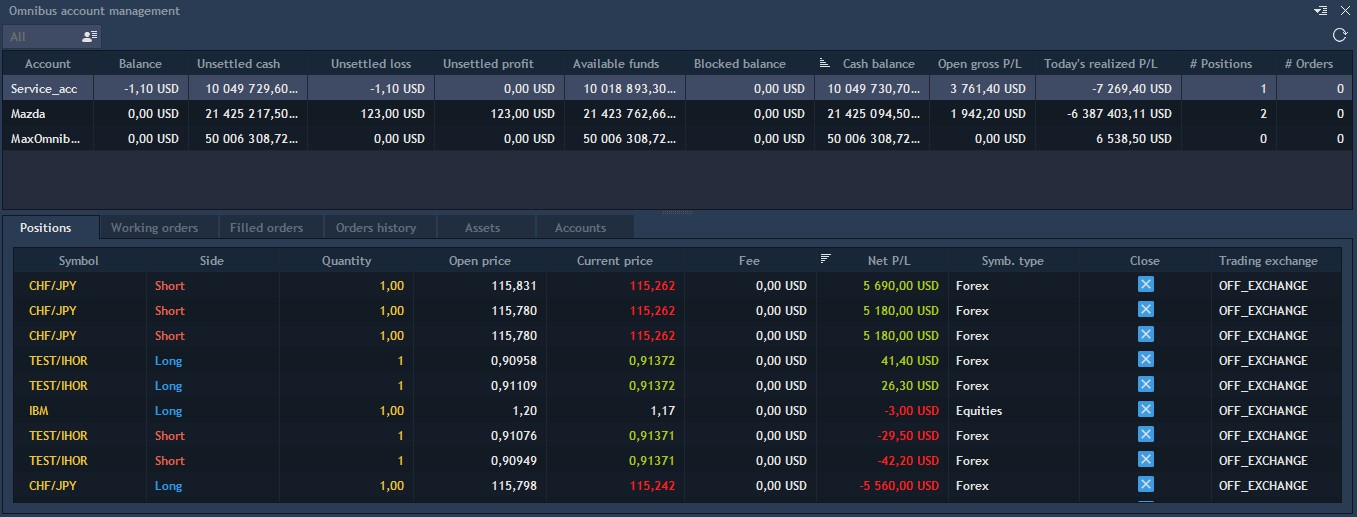 Omnibus account management
All
Account Balance Unsettled cash Unsettled loss Unsettled profit Available funds Blocked balance Cash balance Open gross P/L Today's realized P/L # Positions # Orders
Service_acc -1,10 USD 10 049 729,60... -1,10 USD 0,00 USD 10 018 893,30... 0,00 USD 10 049 730,70... 3 761,40 USD -7 269,40 USD 1 0
Mazda 0,00 USD 21 425 217,50... 123,00 USD 123,00 USD 21 423 762,66... 0,00 USD 21 425 094,50... 1 942,20 USD -6 387 403,11 USD 2 0
MaxOmnib... 0,00 USD 50 006 308,72... 0,00 USD 0,00 USD 50 006 308,72... 0,00 USD 50 006 308,72... 0,00 USD 6 538,50 USD 0 0
Positions Working orders Filled orders Orders history Assets Accounts
Symbol Side Quantity Open price Current price Fee Net P/L Symb. type Close Trading exchange
CHF/JPY Short 1,00 115,831 115,262 0,00 USD 5 690,00 USD Forex OFF_EXCHANGE
CHF/JPY Short 1,00 115,780 115,262 0,00 USD 5 180,00 USD Forex OFF_EXCHANGE
CHF/JPY Short 1,00 115,780 115,262 0,00 USD 5 180,00 USD Forex OFF_EXCHANGE
TEST/IHOR Long 1 0,90958 0,91372 0,00 USD 41,40 USD Forex OFF_EXCHANGE
TEST/IHOR Long 1 0,91109 0,91372 0,00 USD 26,30 USD Forex OFF_EXCHANGE
IBM Long 1,00 1,20 1,17 0,00 USD -3,00 USD Equities OFF_EXCHANGE
TEST/IHOR Short 1 0,91076 0,91371 0,00 USD -29,50 USD Forex OFF_EXCHANGE
TEST/IHOR Short 1 0,90949 0,91371 0,00 USD -42,20 USD Forex OFF_EXCHANGE
CHF/JPY Long 1,00 115,798 115,242 0,00 USD -5 560,00 USD Forex OFF_EXCHANGE